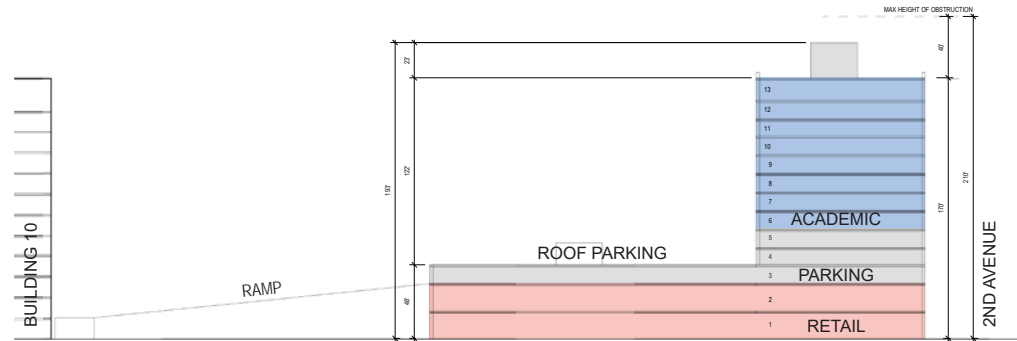 MAX HEIGHT OF OBSTRUCTION
23'
40'
13
12
11
10
9
8
7
6
ACADEMIC
193'
122'
170'
210'
5
4
ROOF PARKING
3
PARKING
RAMP
48'
2
1
RETAIL
BUILDING 10
2ND AVENUE